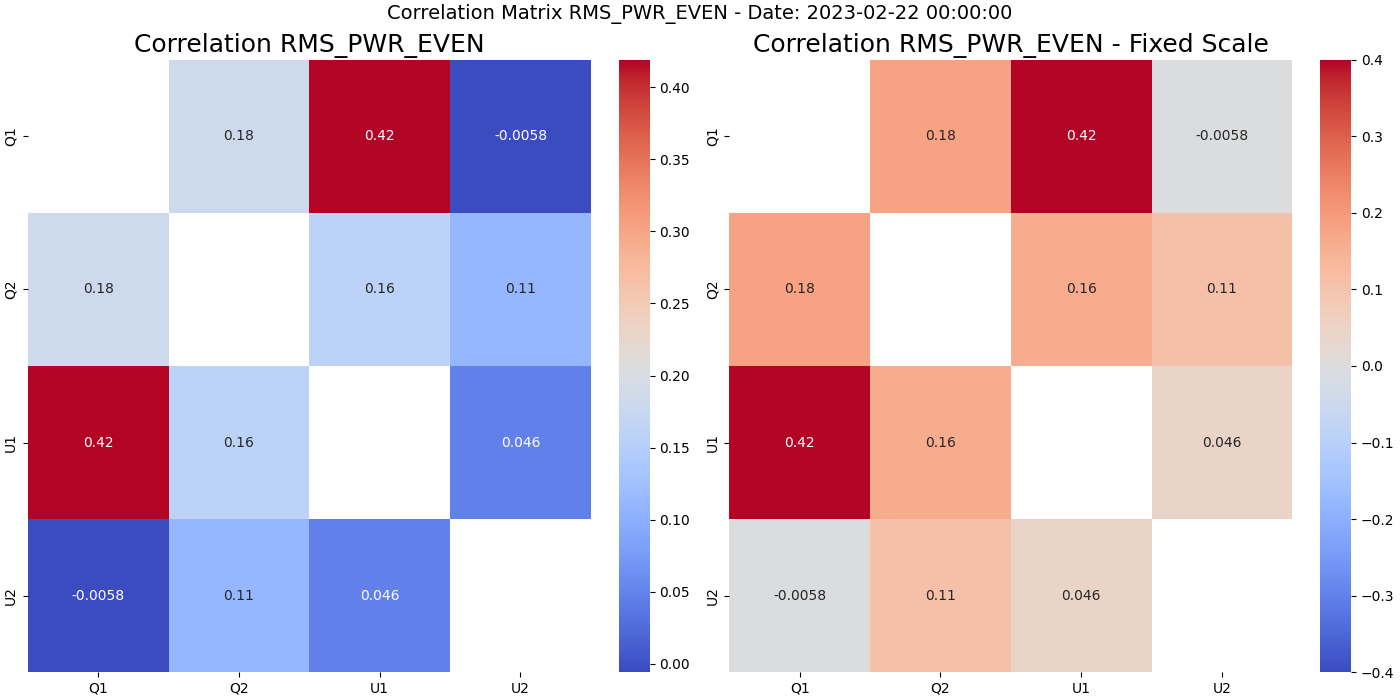 Correlation Matrix RMS_PWR_EVEN - Date: 2023-02-22 00:00:00
Correlation RMS_PWR_EVEN
Q1
0.18
0.42
-0.0058
Q2
0.18
0.16
0.11
U1
0.42
0.16
0.046
U2
-0.0058
0.11
0.046
Q1
Q2
U1
U2
0.40
0.35
0.30
0.25
0.20
0.15
0.10
0.05
0.00
Correlation RMS_PWR_EVEN - Fixed Scale
Q1
0.18
0.42
-0.0058
Q2
0.18
0.16
0.11
U1
0.42
0.16
0.046
U2
-0.0058
0.11
0.046
Q1
Q2
U1
U2
0.4
0.3
0.2
0.1
0.0
−0.1
−0.2
−0.3
−0.4